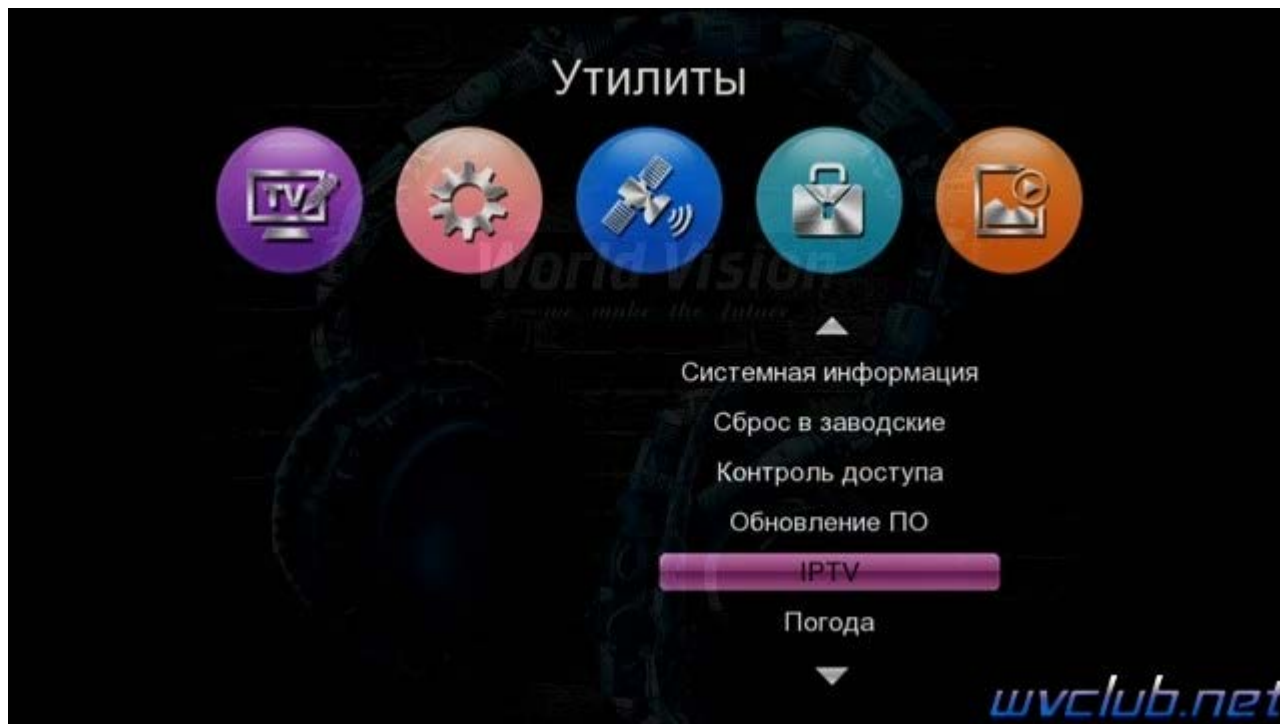 Утилиты
TV
World Vision
we make the future
Системная информация
Сброс в заводские
Контроль доступа
Обновление ПО
IPTV
Погода
wvclub.net